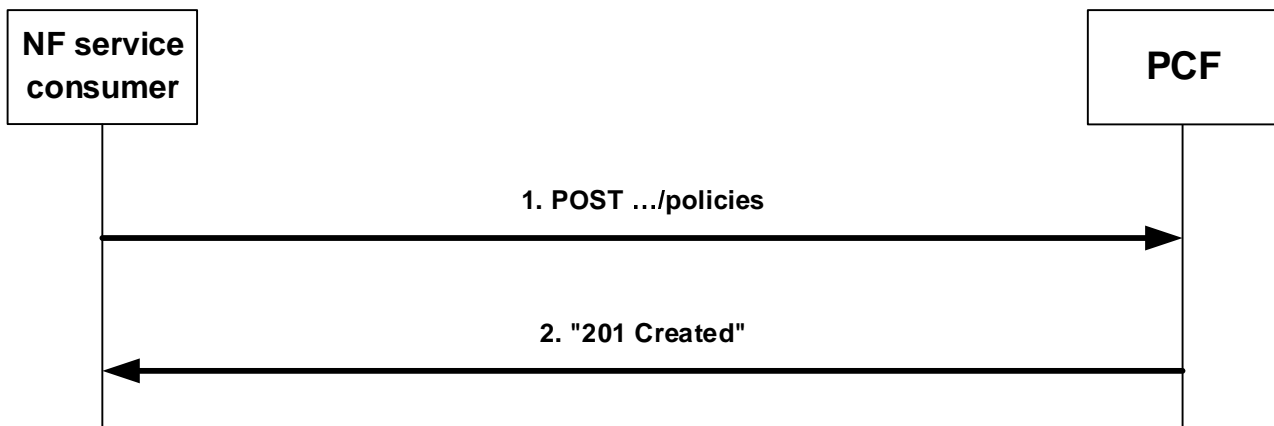 NF service
consumer
PCF
1. POST …/policies
2. "201 Created"